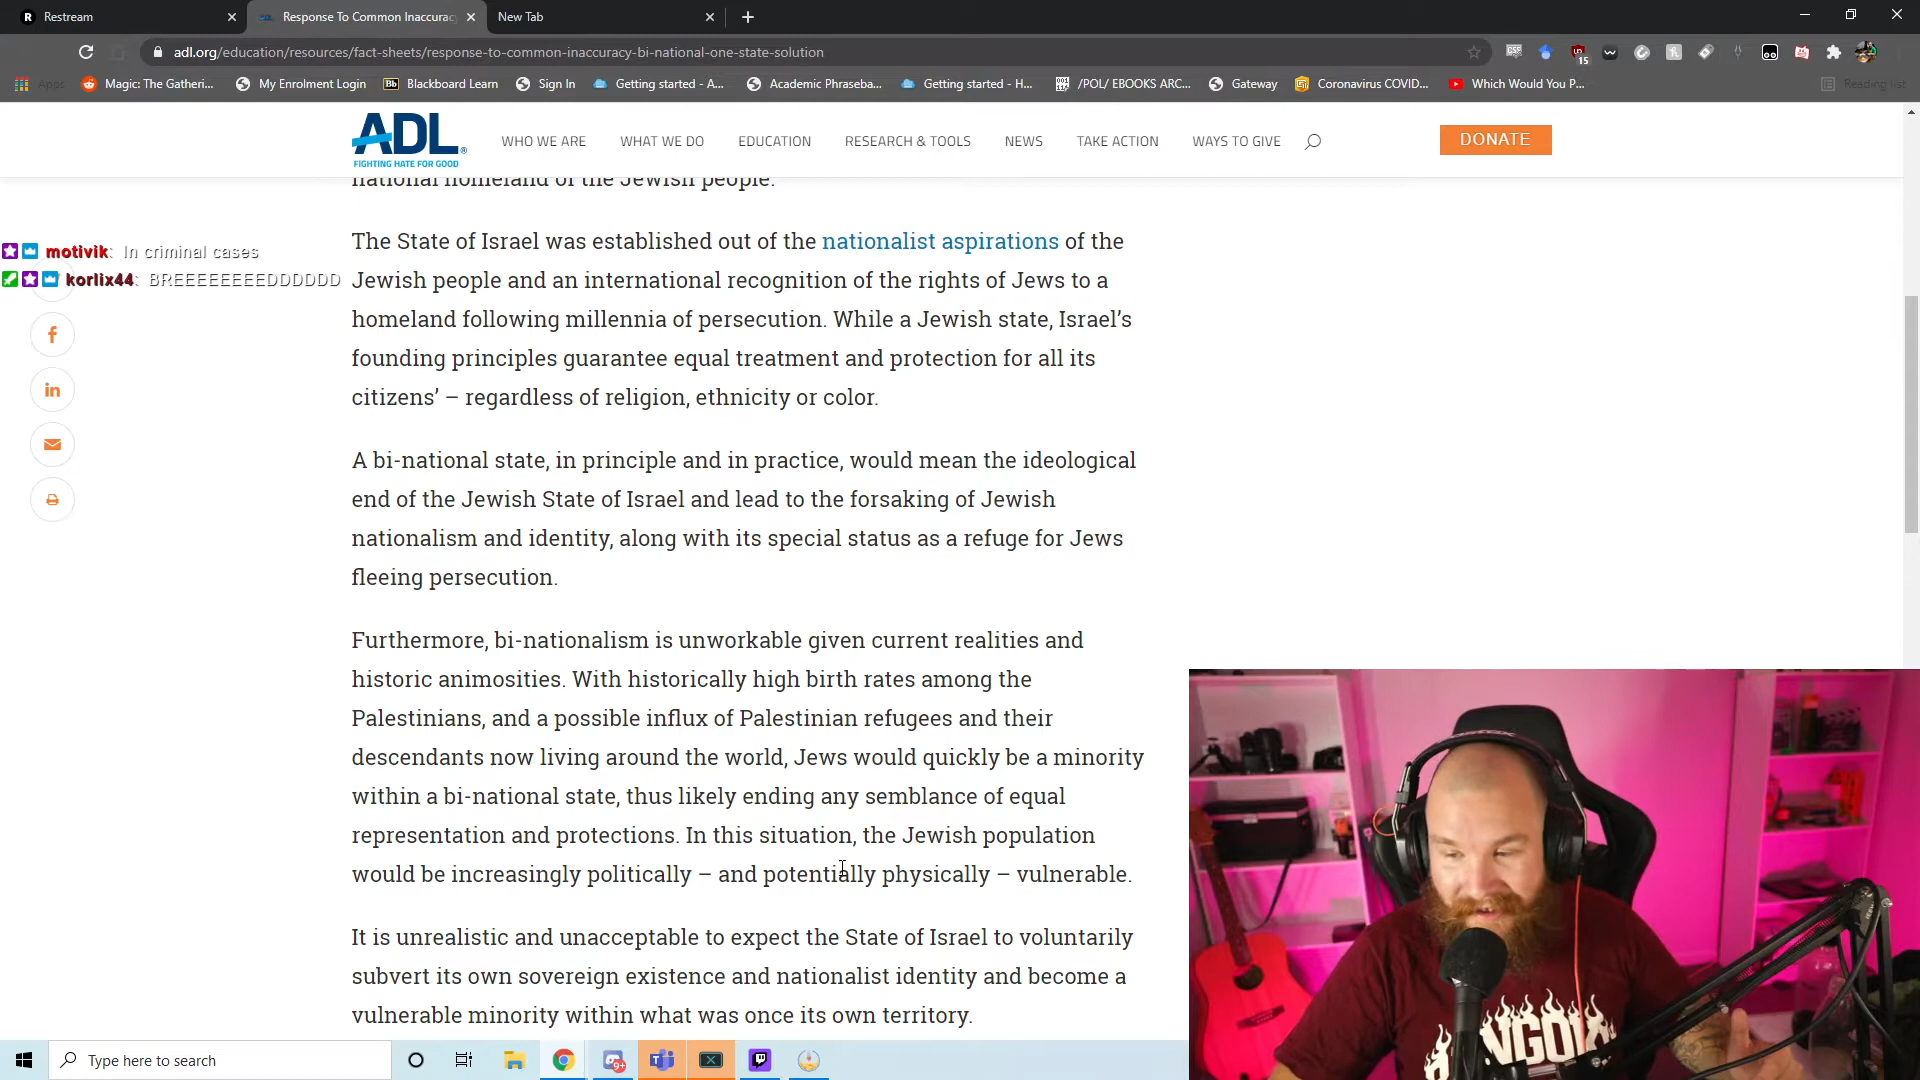 Restream
Response To Common Inaccuracy
New Tab
adl.org/education/resources/fact-sheets/response-to-common-inaccuracy-bi-national-one-state-solution
15
Apps
Magic: The Gatheri...
My Enrolment Login
Bb
Blackboard Learn
Sign In
Getting started - A...
Academic Phraseba...
Getting started - H...
/POL/ EBOOKS ARC...
Gateway
Coronavirus COVID...
Which Would You P...
Reading list
ADL®
FIGHTING HATE FOR GOOD
WHO WE ARE
WHAT WE DO
EDUCATION
RESEARCH & TOOLS
NEWS
TAKE ACTION
WAYS TO GIVE
DONATE
national homeland of the Jewish people.
motivik: In criminal cases
korlix44: BREEEEEEEEDDDDDD
The State of Israel was established out of the nationalist aspirations of the
Jewish people and an international recognition of the rights of Jews to a
homeland following millennia of persecution. While a Jewish state, Israel’s
founding principles guarantee equal treatment and protection for all its
citizens’ – regardless of religion, ethnicity or color.
A bi-national state, in principle and in practice, would mean the ideological
end of the Jewish State of Israel and lead to the forsaking of Jewish
nationalism and identity, along with its special status as a refuge for Jews
fleeing persecution.
Furthermore, bi-nationalism is unworkable given current realities and
historic animosities. With historically high birth rates among the
Palestinians, and a possible influx of Palestinian refugees and their
descendants now living around the world, Jews would quickly be a minority
within a bi-national state, thus likely ending any semblance of equal
representation and protections. In this situation, the Jewish population
would be increasingly politically – and potentially physically – vulnerable.
It is unrealistic and unacceptable to expect the State of Israel to voluntarily
subvert its own sovereign existence and nationalist identity and become a
vulnerable minority within what was once its own territory.
Type here to search
9+